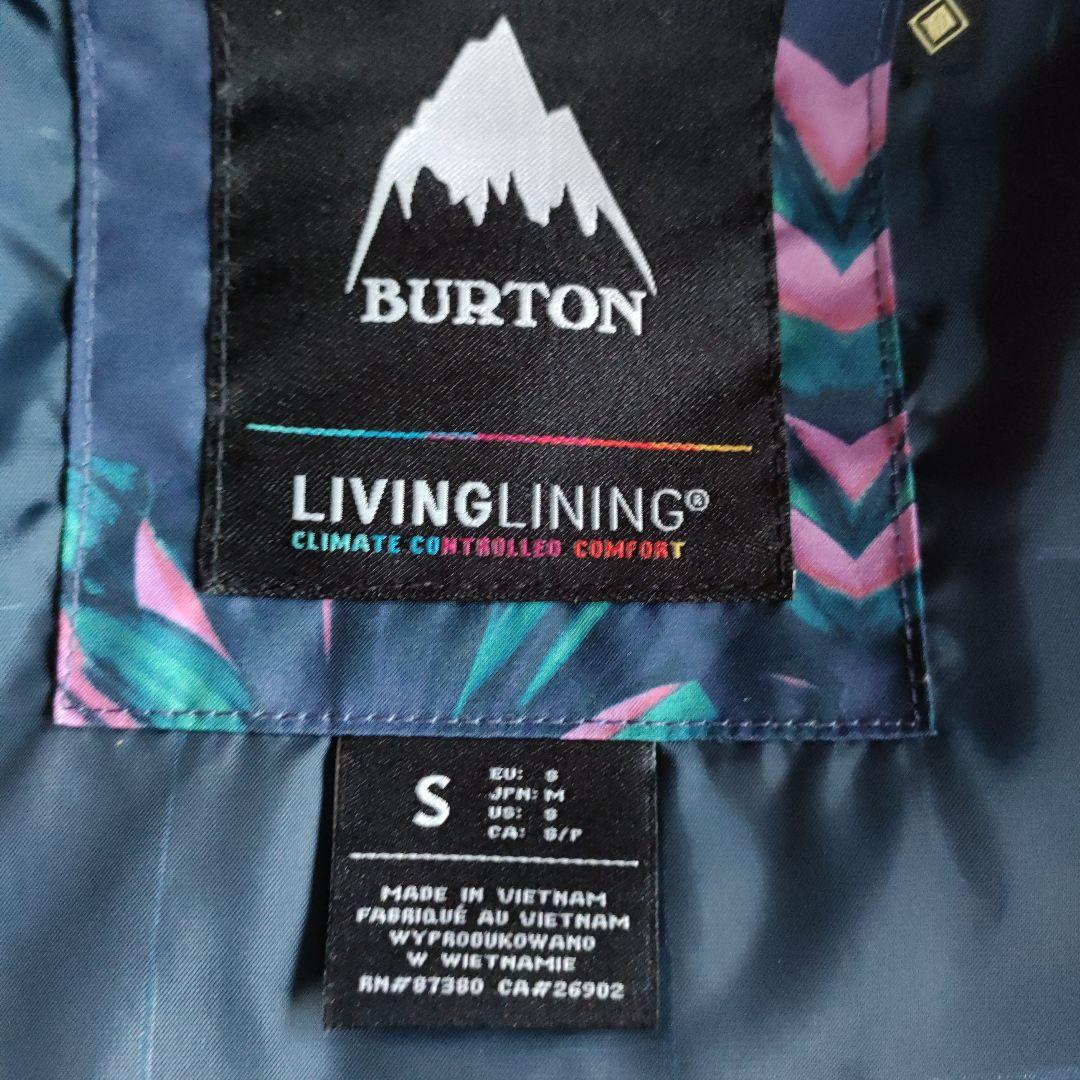 BURTON
LIVINGLINING®
CLIMATE CONTROLLED COMFORT
S
EU: S
JPN: M
US: S
CA: S/P
MADE IN VIETNAM
FABRIQUÉ AU VIETNAM
WYPRODUKOWANO
W WIETNAMIE
RN#87380 CA#26902